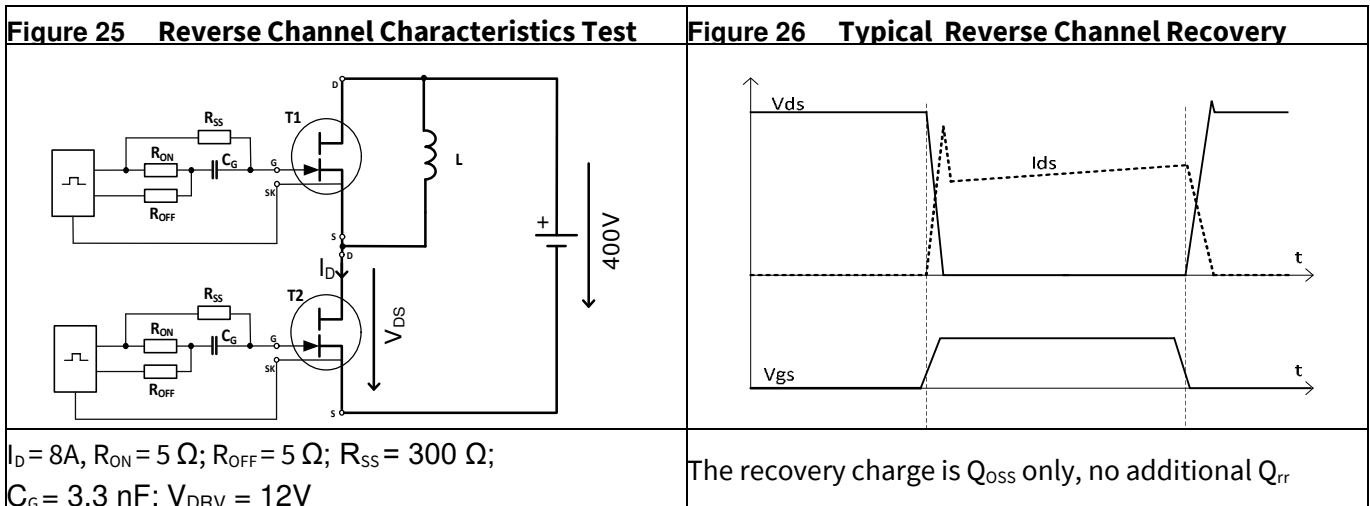 Figure 25 Reverse Channel Characteristics Test
D
RSS
T1
RON
CG
G
L
SK
ROFF
+
400V
S
D
ID
RSS
T2
VDS
RON
CG
G
SK
ROFF
S
ID = 8A, RON = 5 Ω; ROFF = 5 Ω; RSS = 300 Ω;
CG = 3.3 nF; VDRV = 12V
Figure 26 Typical Reverse Channel Recovery
Vds
Ids
t
Vgs
t
The recovery charge is QOSS only, no additional Qrr